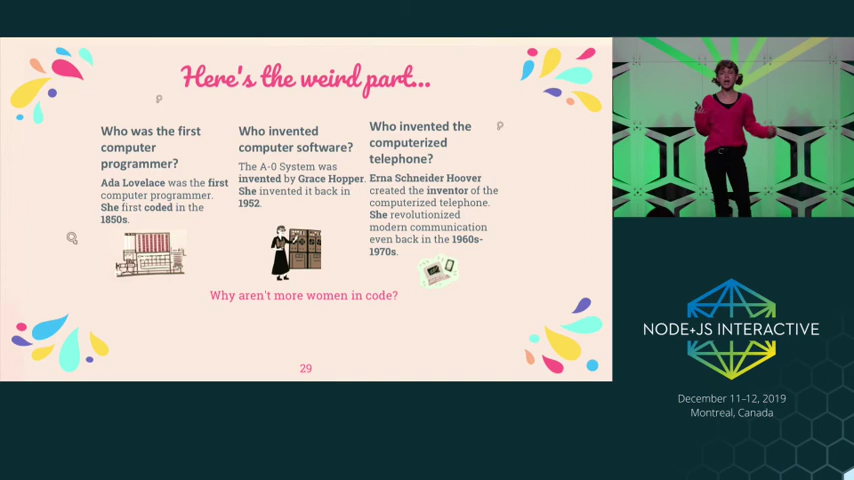 Here's the weird part...
Who was the first
computer
programmer?
Ada Lovelace was the first
computer programmer.
She first coded in the
1850s.
Who invented
computer software?
The A-0 System was
invented by Grace Hopper.
She invented it back in
1952.
Who invented the
computerized
telephone?
Erna Schneider Hoover
created the inventor of the
computerized telephone.
She revolutionized
modern communication
even back in the 1960s-
1970s.
Why aren't more women in code?
29
NODE+JS INTERACTIVE
December 11–12, 2019
Montreal, Canada